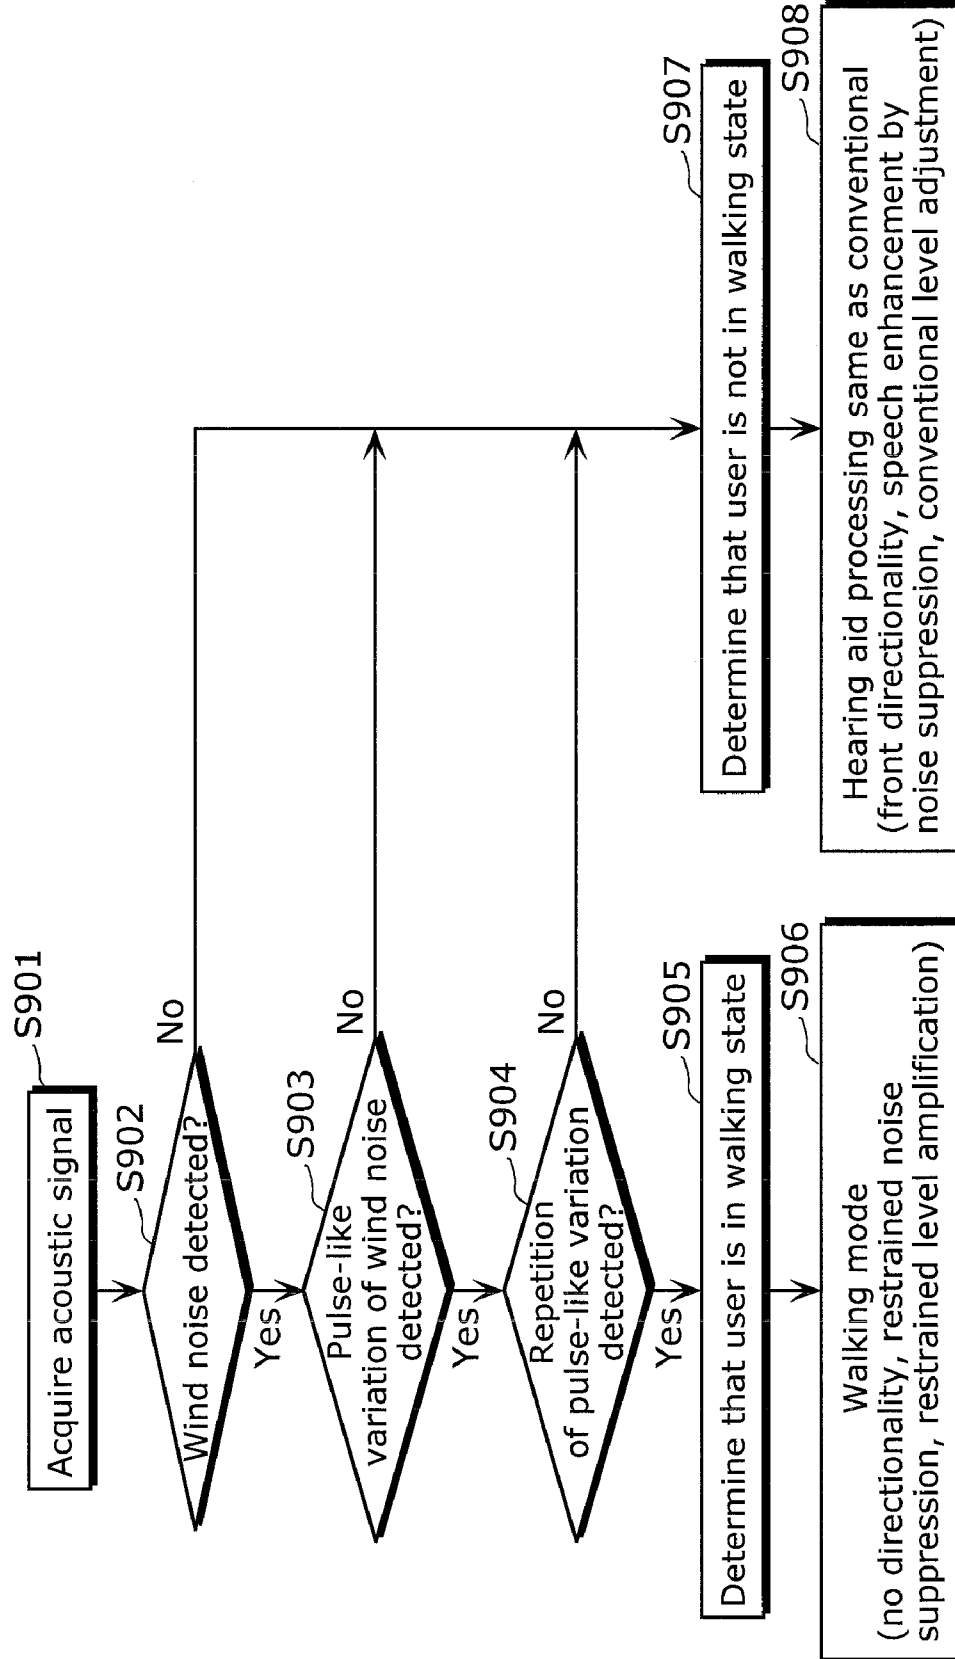 S901
Acquire acoustic signal
S902
Wind noise detected?
No
Yes
S903
Pulse-like
variation of wind noise
detected?
No
Yes
S904
Repetition
of pulse-like variation
detected?
No
Yes
S905
Determine that user is in walking state
S906
Walking mode
(no directionality, restrained noise
suppression, restrained level amplification)
S907
Determine that user is not in walking state
S908
Hearing aid processing same as conventional
(front directionality, speech enhancement by
noise suppression, conventional level adjustment)